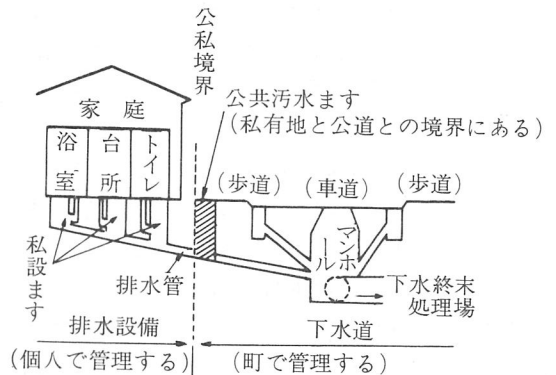 公私境界
公共汚水ます
(私有地と公道との境界にある)
家庭
浴室
台所
トイレ
(歩道)
(車道)
(歩道)
マンホール
私設ます
排水管
下水終末
処理場
排水設備
下水道
(個人で管理する)
(町で管理する)